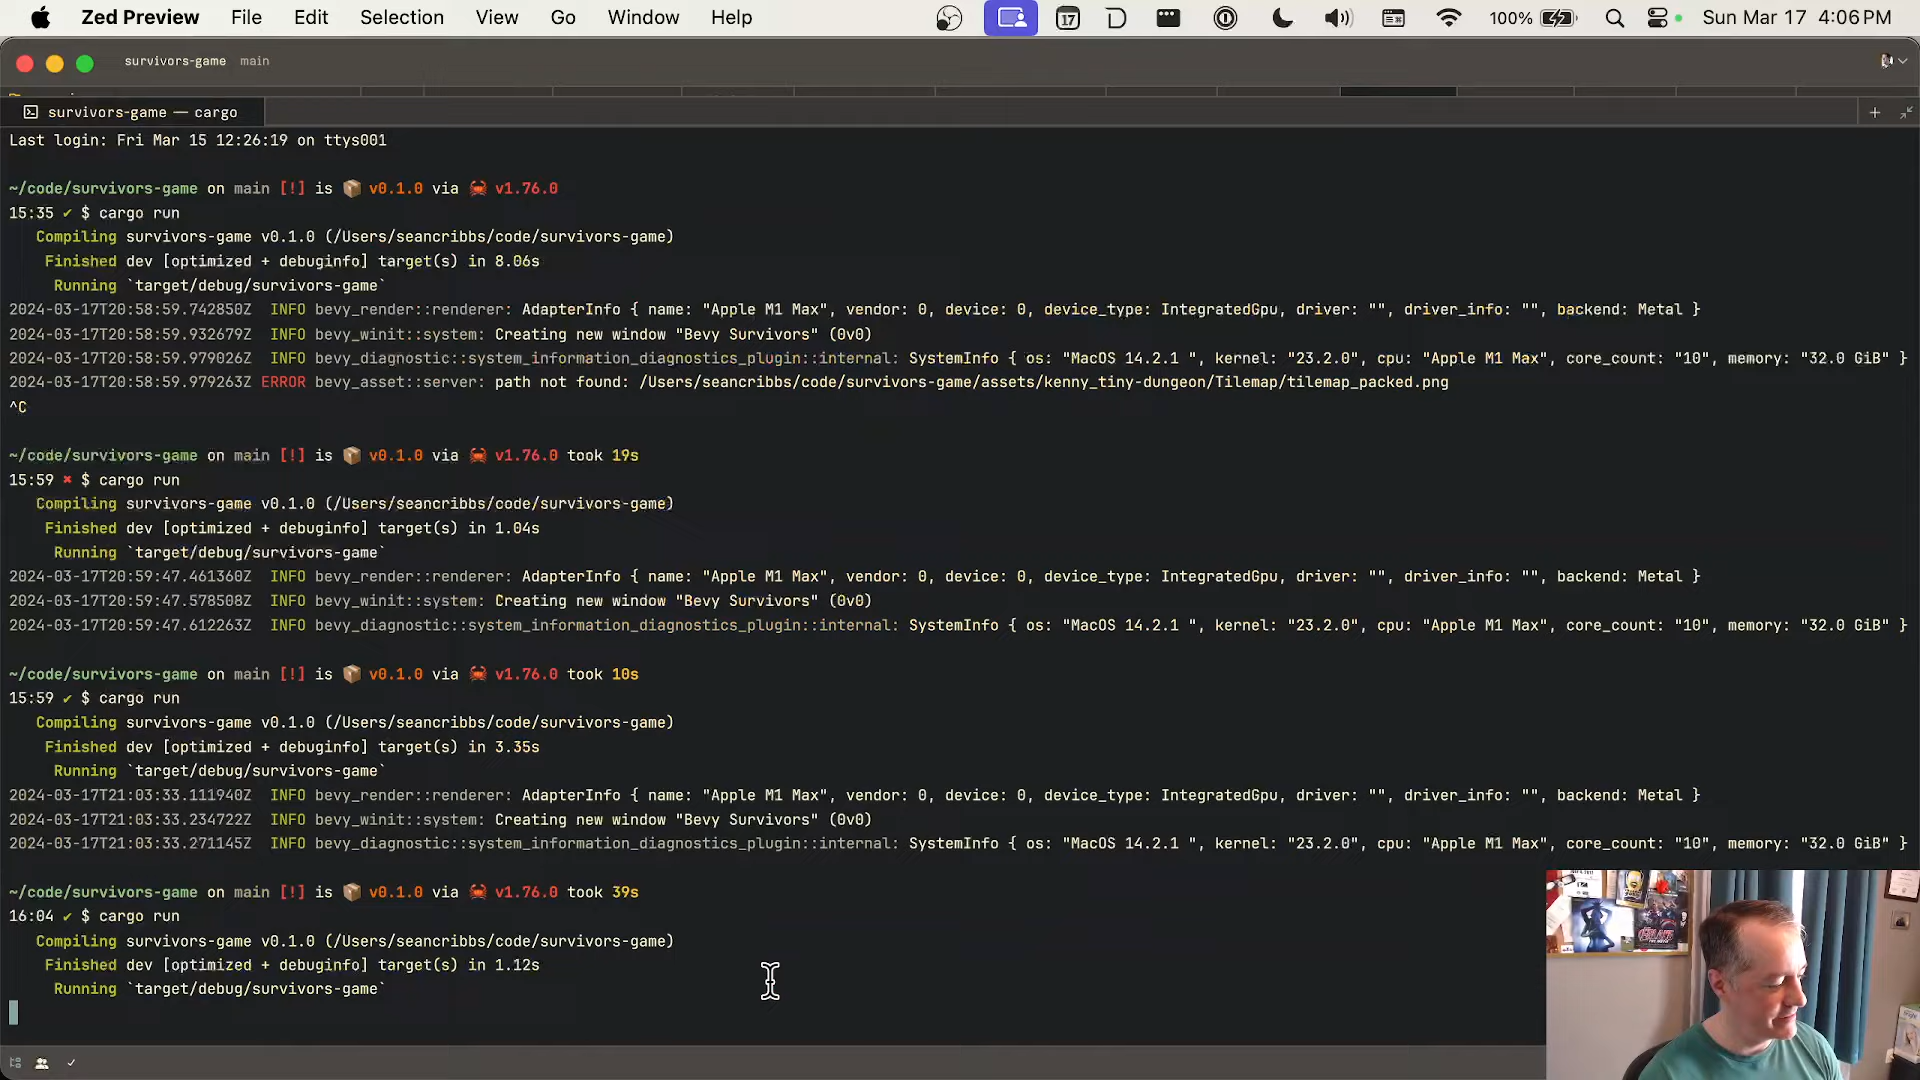 Zed Preview File Edit Selection View Go Window Help 17 100% Sun Mar 17 4:06 PM
survivors-game main
survivors-game — cargo
Last login: Fri Mar 15 12:26:19 on ttys001
~/code/survivors-game on main [!] is 📦 v0.1.0 via 🦀 v1.76.0
15:35 ✔ $ cargo run
Compiling survivors-game v0.1.0 (/Users/seancribbs/code/survivors-game)
Finished dev [optimized + debuginfo] target(s) in 8.06s
Running `target/debug/survivors-game`
2024-03-17T20:58:59.742850Z INFO bevy_render::renderer: AdapterInfo { name: "Apple M1 Max", vendor: 0, device: 0, device_type: IntegratedGpu, driver: "", driver_info: "", backend: Metal }
2024-03-17T20:58:59.932679Z INFO bevy_winit::system: Creating new window "Bevy Survivors" (0v0)
2024-03-17T20:58:59.979026Z INFO bevy_diagnostic::system_information_diagnostics_plugin::internal: SystemInfo { os: "MacOS 14.2.1 ", kernel: "23.2.0", cpu: "Apple M1 Max", core_count: "10", memory: "32.0 GiB" }
2024-03-17T20:58:59.979263Z ERROR bevy_asset::server: path not found: /Users/seancribbs/code/survivors-game/assets/kenny_tiny-dungeon/Tilemap/tilemap_packed.png
^C
~/code/survivors-game on main [!] is 📦 v0.1.0 via 🦀 v1.76.0 took 19s
15:59 ✖ $ cargo run
Compiling survivors-game v0.1.0 (/Users/seancribbs/code/survivors-game)
Finished dev [optimized + debuginfo] target(s) in 1.04s
Running `target/debug/survivors-game`
2024-03-17T20:59:47.461360Z INFO bevy_render::renderer: AdapterInfo { name: "Apple M1 Max", vendor: 0, device: 0, device_type: IntegratedGpu, driver: "", driver_info: "", backend: Metal }
2024-03-17T20:59:47.578508Z INFO bevy_winit::system: Creating new window "Bevy Survivors" (0v0)
2024-03-17T20:59:47.612263Z INFO bevy_diagnostic::system_information_diagnostics_plugin::internal: SystemInfo { os: "MacOS 14.2.1 ", kernel: "23.2.0", cpu: "Apple M1 Max", core_count: "10", memory: "32.0 GiB" }
~/code/survivors-game on main [!] is 📦 v0.1.0 via 🦀 v1.76.0 took 10s
15:59 ✔ $ cargo run
Compiling survivors-game v0.1.0 (/Users/seancribbs/code/survivors-game)
Finished dev [optimized + debuginfo] target(s) in 3.35s
Running `target/debug/survivors-game`
2024-03-17T21:03:33.111940Z INFO bevy_render::renderer: AdapterInfo { name: "Apple M1 Max", vendor: 0, device: 0, device_type: IntegratedGpu, driver: "", driver_info: "", backend: Metal }
2024-03-17T21:03:33.234722Z INFO bevy_winit::system: Creating new window "Bevy Survivors" (0v0)
2024-03-17T21:03:33.271145Z INFO bevy_diagnostic::system_information_diagnostics_plugin::internal: SystemInfo { os: "MacOS 14.2.1 ", kernel: "23.2.0", cpu: "Apple M1 Max", core_count: "10", memory: "32.0 GiB" }
~/code/survivors-game on main [!] is 📦 v0.1.0 via 🦀 v1.76.0 took 39s
16:04 ✔ $ cargo run
Compiling survivors-game v0.1.0 (/Users/seancribbs/code/survivors-game)
Finished dev [optimized + debuginfo] target(s) in 1.12s
Running `target/debug/survivors-game`